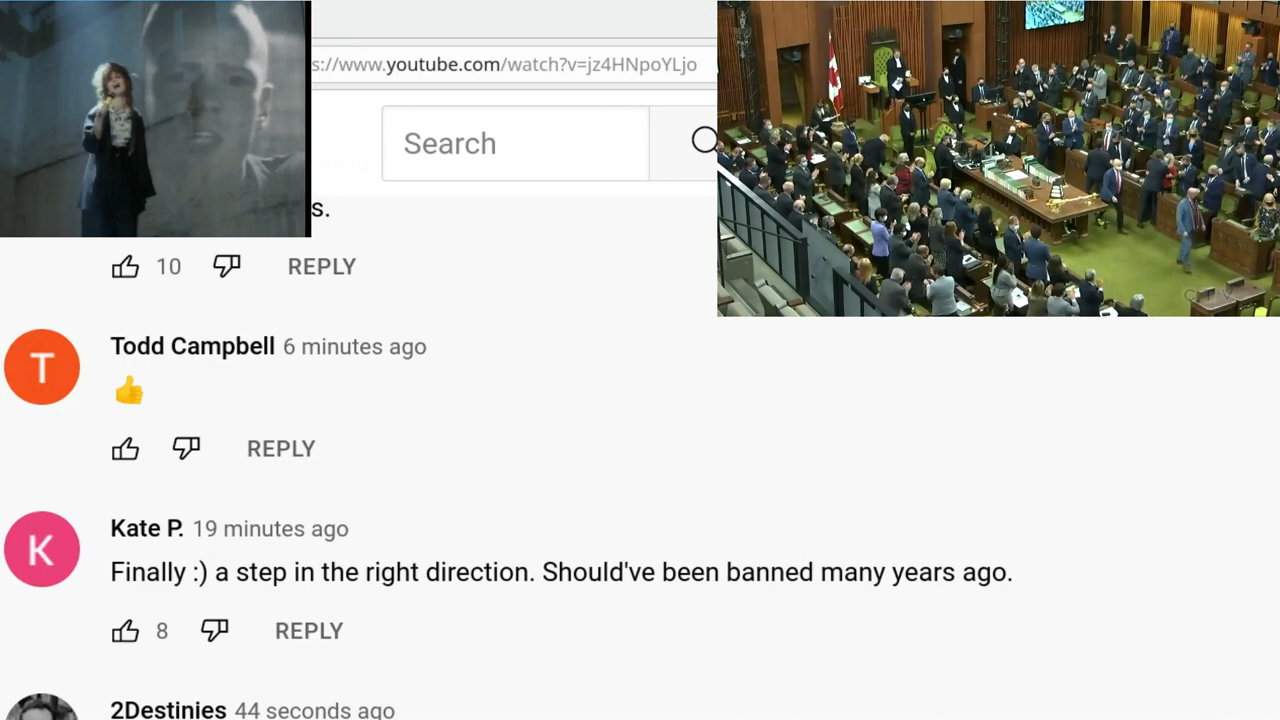 s://www.youtube.com/watch?v=jz4HNpoYLjo
Search
s.
10 REPLY
Todd Campbell 6 minutes ago
👍
REPLY
Kate P. 19 minutes ago
Finally :) a step in the right direction. Should've been banned many years ago.
8 REPLY
2Destinies 44 seconds ago
T
K